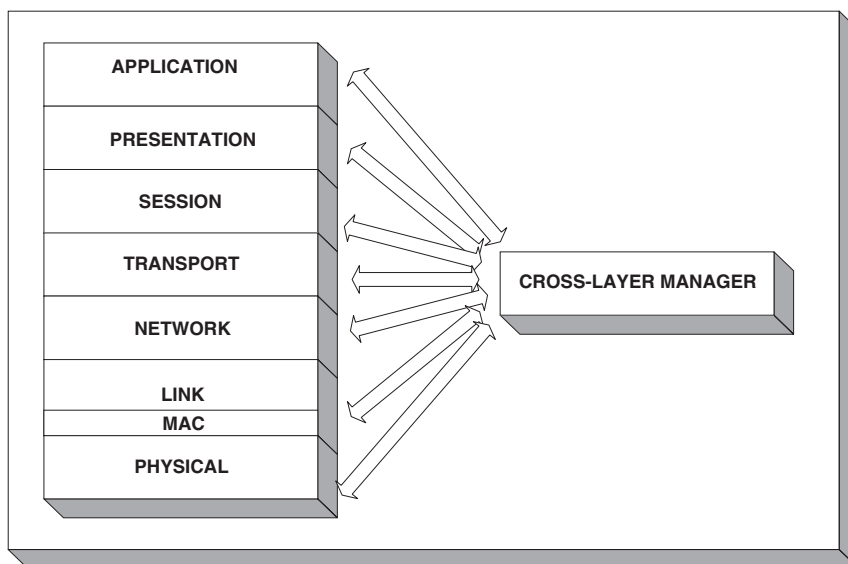 APPLICATION
PRESENTATION
SESSION
TRANSPORT
CROSS-LAYER MANAGER
NETWORK
LINK
MAC
PHYSICAL